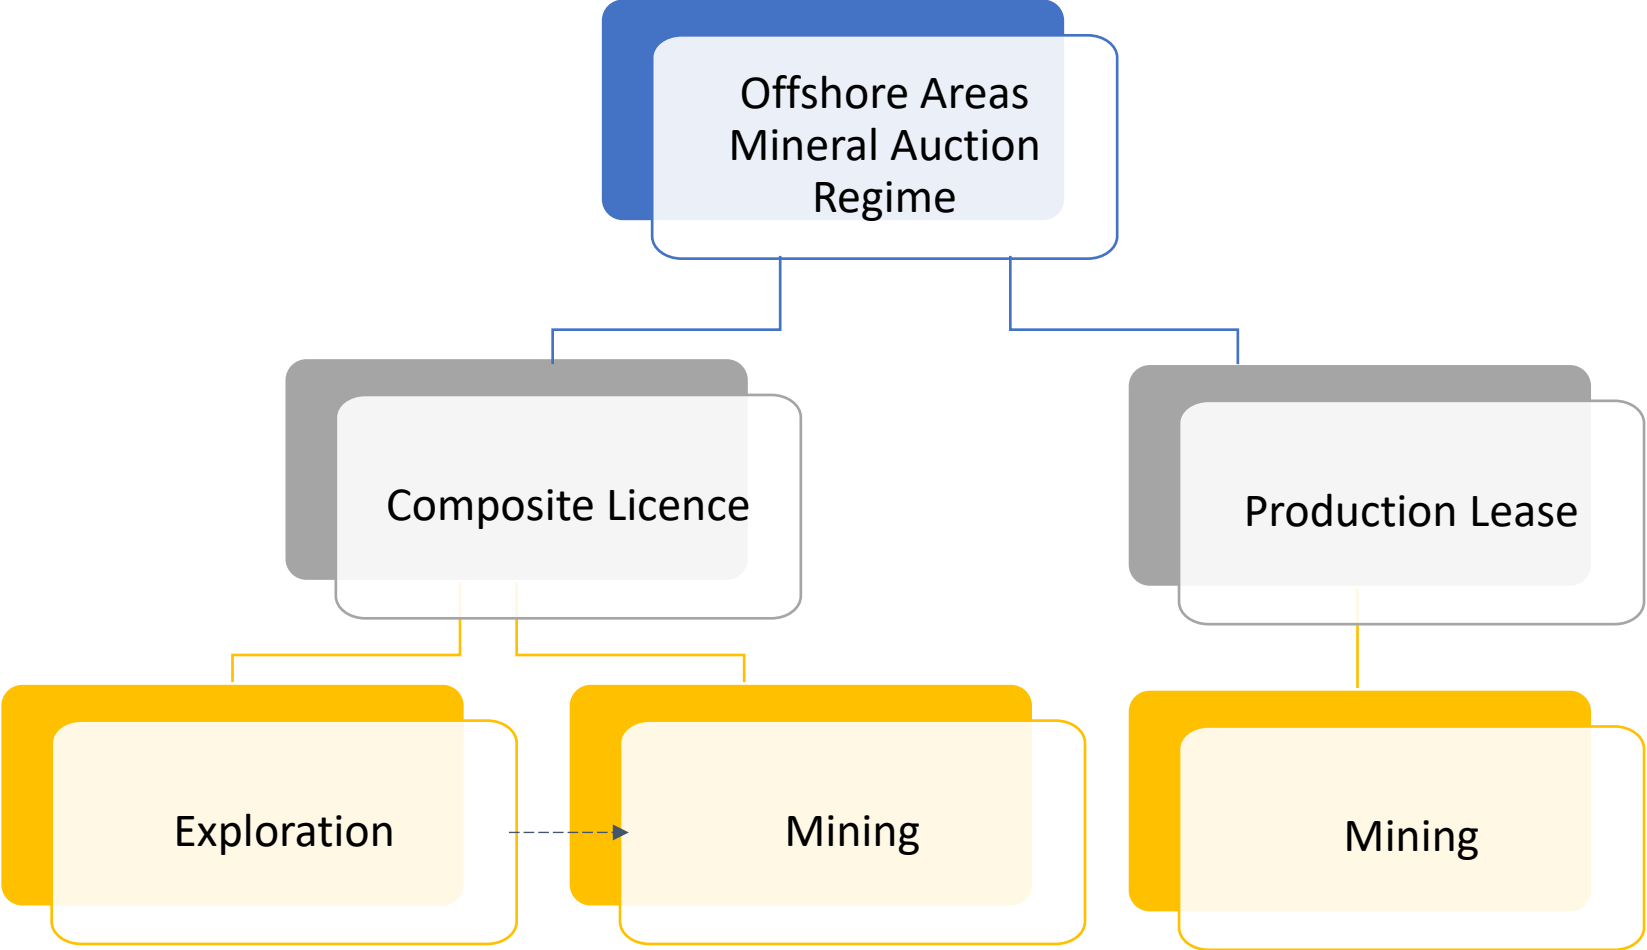 Offshore Areas
Mineral Auction
Regime
Composite Licence
Production Lease
Exploration
Mining
Mining